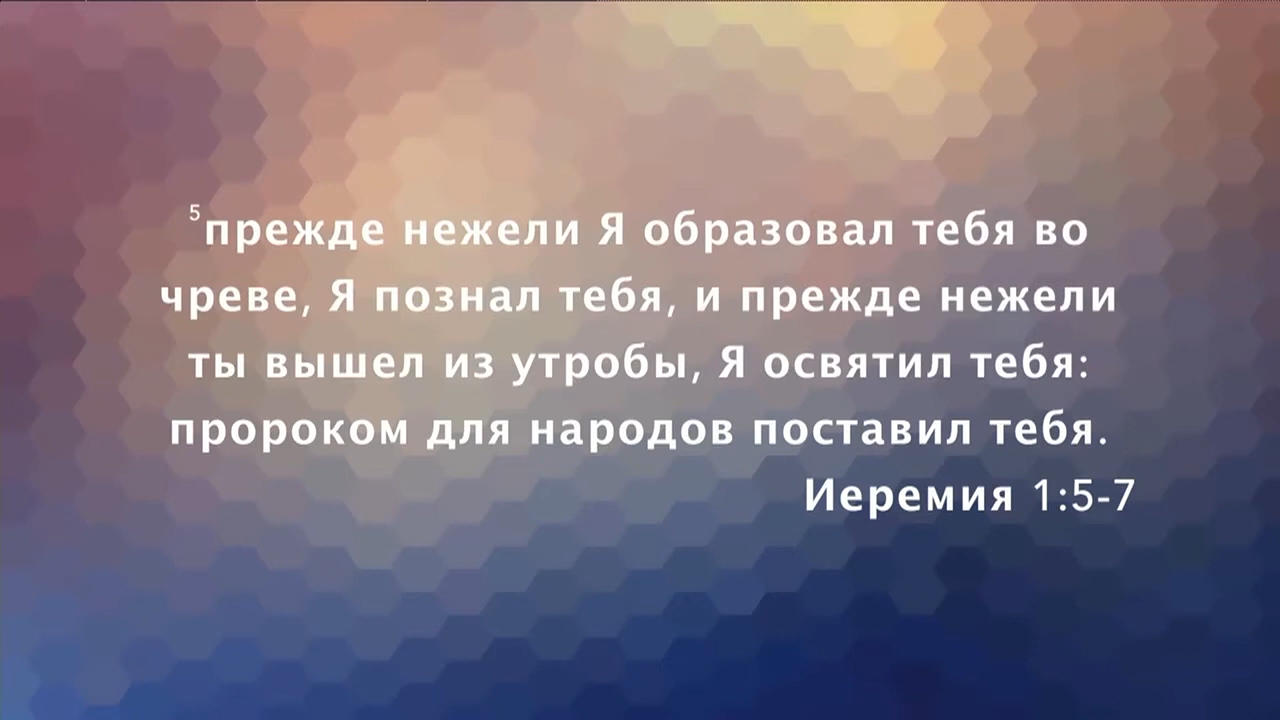 ⁵прежде нежели Я образовал тебя во
чреве, Я познал тебя, и прежде нежели
ты вышел из утробы, Я освятил тебя:
пророком для народов поставил тебя.
Иеремия 1:5-7